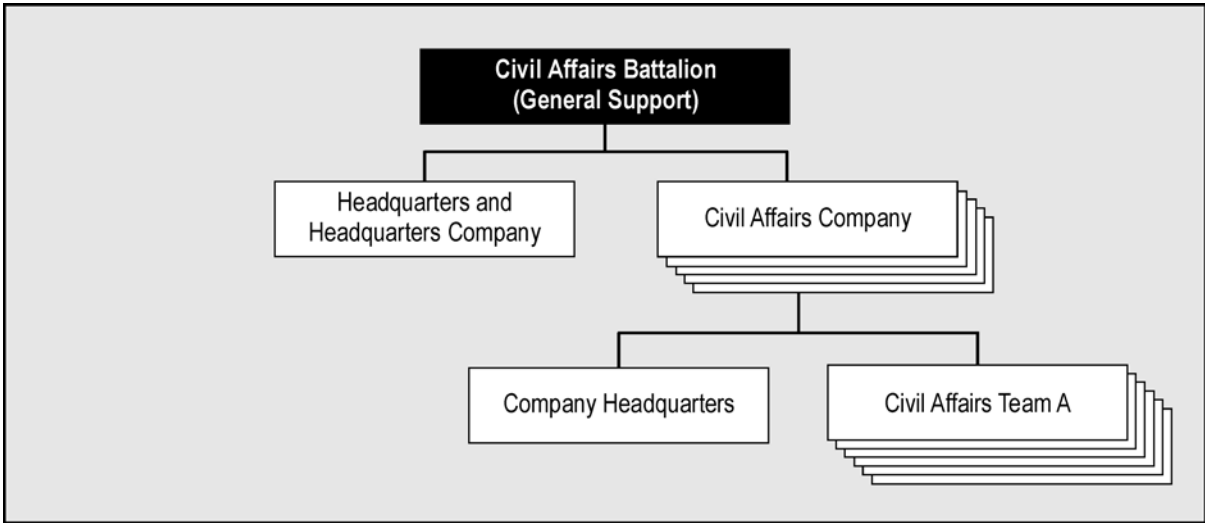 Civil Affairs Battalion
(General Support)
Headquarters and
Headquarters Company
Civil Affairs Company
Company Headquarters
Civil Affairs Team A